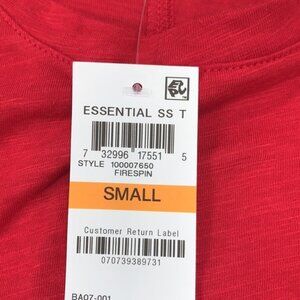 ESSENTIAL SS T
7 32996 17551 5
STYLE 100007650
FIRESPIN
SMALL
Customer Return Label
070739389731
BA07-001